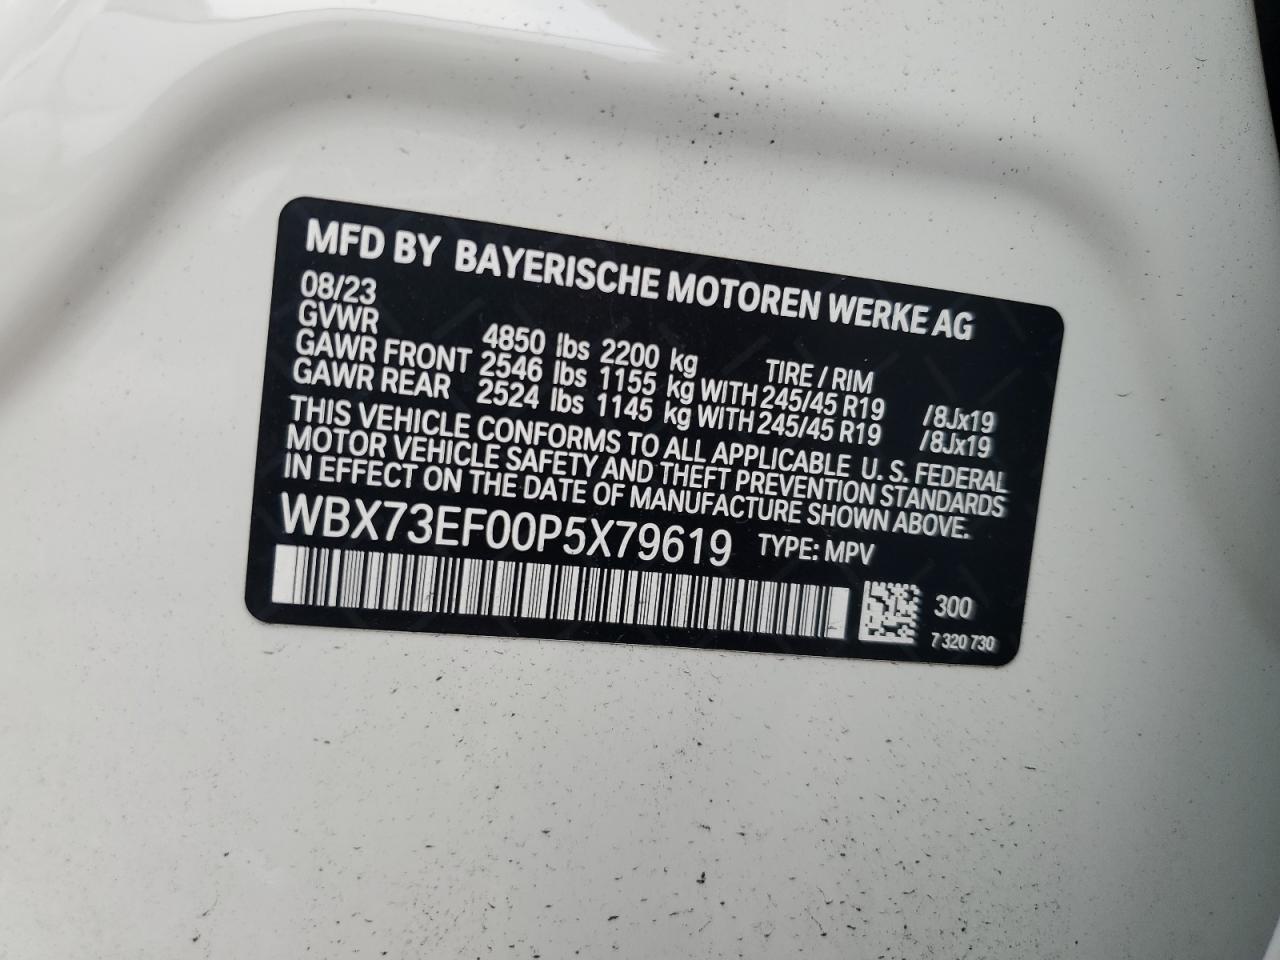 MFD BY BAYERISCHE MOTOREN WERKE AG
08/23
GVWR 4850 lbs 2200 kg TIRE / RIM
GAWR FRONT 2546 lbs 1155 kg WITH 245/45 R19 /8Jx19
GAWR REAR 2524 lbs 1145 kg WITH 245/45 R19 /8Jx19
THIS VEHICLE CONFORMS TO ALL APPLICABLE U. S. FEDERAL
MOTOR VEHICLE SAFETY AND THEFT PREVENTION STANDARDS
IN EFFECT ON THE DATE OF MANUFACTURE SHOWN ABOVE.
WBX73EF00P5X79619 TYPE: MPV
300
7 320 730